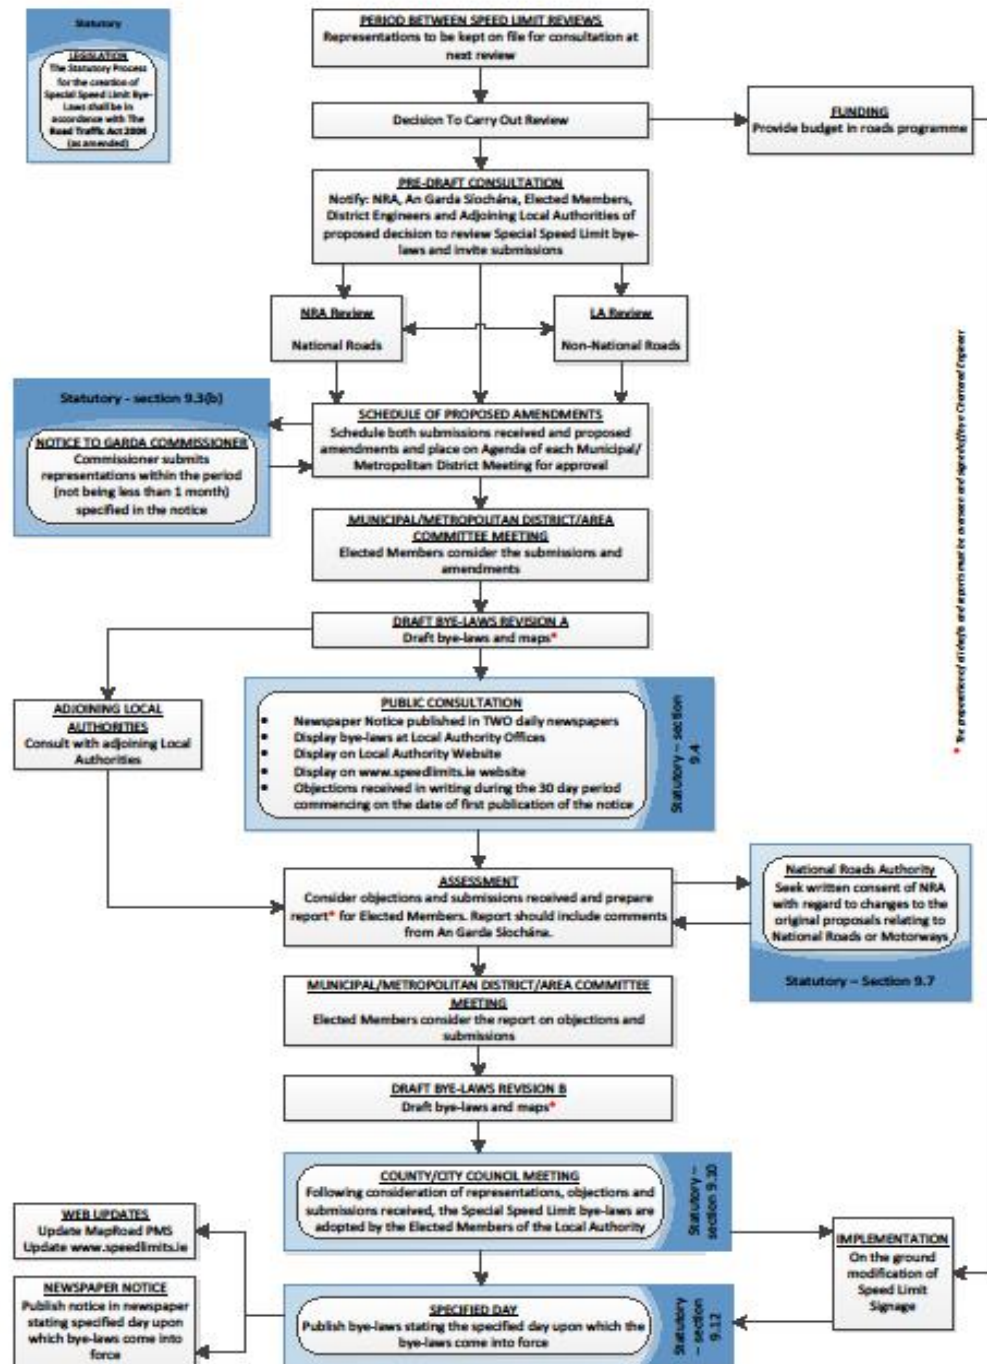 Statutory
LEGISLATION
The Statutory Process
for the creation of
Special Speed Limit Bye-
Laws shall be in
accordance with The
Road Traffic Act 2004
(as amended)
PERIOD BETWEEN SPEED LIMIT REVIEWS
Representations to be kept on file for consultation at
next review
Decision To Carry Out Review
FUNDING
Provide budget in roads programme
PRE-DRAFT CONSULTATION
Notify: NRA, An Garda Síochána, Elected Members,
District Engineers and Adjoining Local Authorities of
proposed decision to review Special Speed Limit bye-
laws and invite submissions
NRA Review
National Roads
LA Review
Non-National Roads
Statutory - section 9.3(b)
NOTICE TO GARDA COMMISSIONER
Commissioner submits
representations within the period
(not being less than 1 month)
specified in the notice
SCHEDULE OF PROPOSED AMENDMENTS
Schedule both submissions received and proposed
amendments and place on Agenda of each Municipal/
Metropolitan District Meeting for approval
MUNICIPAL/METROPOLITAN DISTRICT/AREA
COMMITTEE MEETING
Elected Members consider the submissions and
amendments
DRAFT BYE-LAWS REVISION A
Draft bye-laws and maps*
ADJOINING LOCAL
AUTHORITIES
Consult with adjoining Local
Authorities
PUBLIC CONSULTATION
• Newspaper Notice published in TWO daily newspapers
• Display bye-laws at Local Authority Offices
• Display on Local Authority Website
• Display on www.speedlimits.ie website
• Objections received in writing during the 30 day period
commencing on the date of first publication of the notice
Statutory – section
9.4
* The preparation of all drafts and reports must be overseen and signed off by a Chartered Engineer
ASSESSMENT
Consider objections and submissions received and prepare
report* for Elected Members. Report should include comments
from An Garda Síochána.
National Roads Authority
Seek written consent of NRA
with regard to changes to the
original proposals relating to
National Roads or Motorways
Statutory – Section 9.7
MUNICIPAL/METROPOLITAN DISTRICT/AREA COMMITTEE
MEETING
Elected Members consider the report on objections and
submissions
DRAFT BYE-LAWS REVISION B
Draft bye-laws and maps*
COUNTY/CITY COUNCIL MEETING
Following consideration of representations, objections and
submissions received, the Special Speed Limit bye-laws are
adopted by the Elected Members of the Local Authority
Statutory –
section 9.10
WEB UPDATES
Update MapRoad PMS
Update www.speedlimits.ie
IMPLEMENTATION
On the ground
modification of
Speed Limit
Signage
NEWSPAPER NOTICE
Publish notice in newspaper
stating specified day upon
which bye-laws come into
force
SPECIFIED DAY
Publish bye-laws stating the specified day upon which the
bye-laws come into force
Statutory
– section
9.12